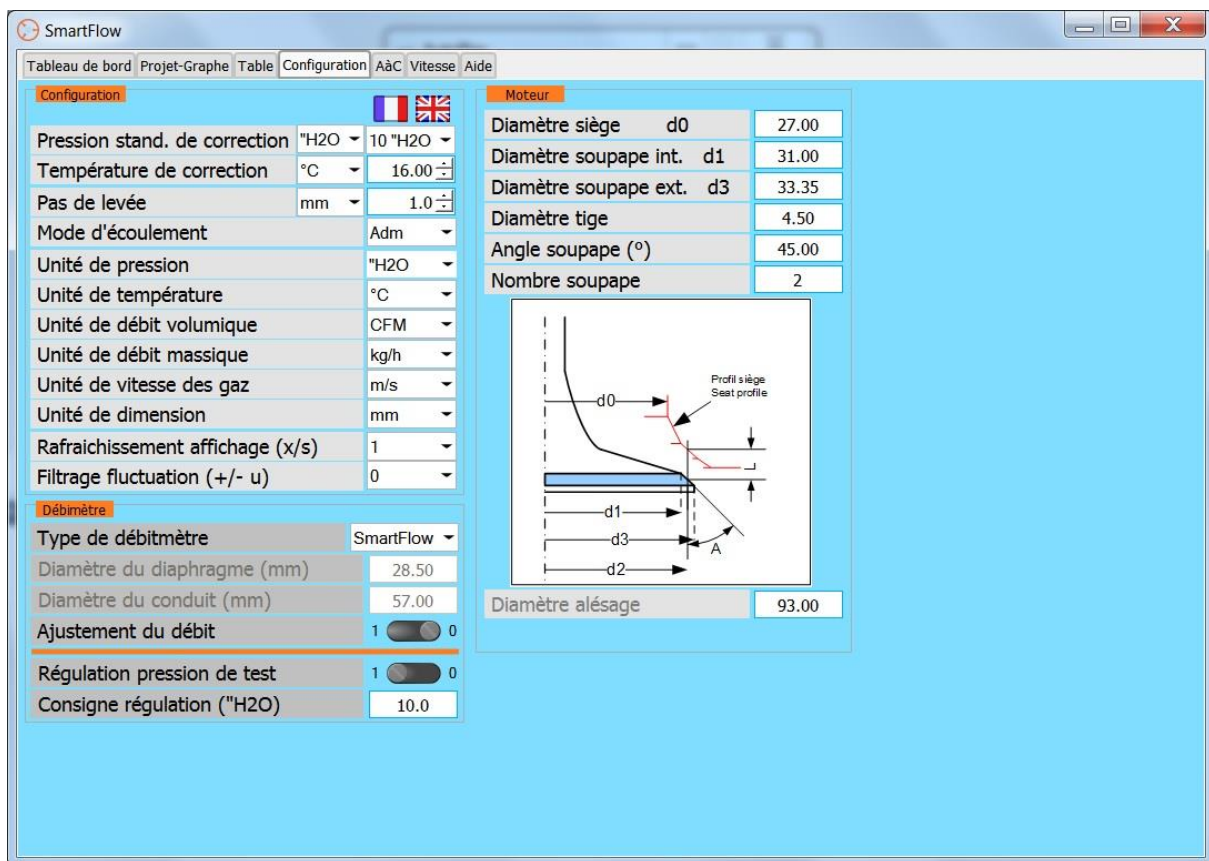 SmartFlow
Tableau de bord Projet-Graphe Table Configuration AàC Vitesse Aide
Configuration
Pression stand. de correction "H2O 10 "H2O
Température de correction °C 16.00
Pas de levée mm 1.0
Mode d'écoulement Adm
Unité de pression "H2O
Unité de température °C
Unité de débit volumique CFM
Unité de débit massique kg/h
Unité de vitesse des gaz m/s
Unité de dimension mm
Rafraichissement affichage (x/s) 1
Filtrage fluctuation (+/- u) 0
Débimètre
Type de débitmètre SmartFlow
Diamètre du diaphragme (mm) 28.50
Diamètre du conduit (mm) 57.00
Ajustement du débit 1 0
Régulation pression de test 1 0
Consigne régulation ("H2O) 10.0
Moteur
Diamètre siège d0 27.00
Diamètre soupape int. d1 31.00
Diamètre soupape ext. d3 33.35
Diamètre tige 4.50
Angle soupape (º) 45.00
Nombre soupape 2
Profil siège
Seat profile
d0
L
d1
d3
A
d2
Diamètre alésage 93.00